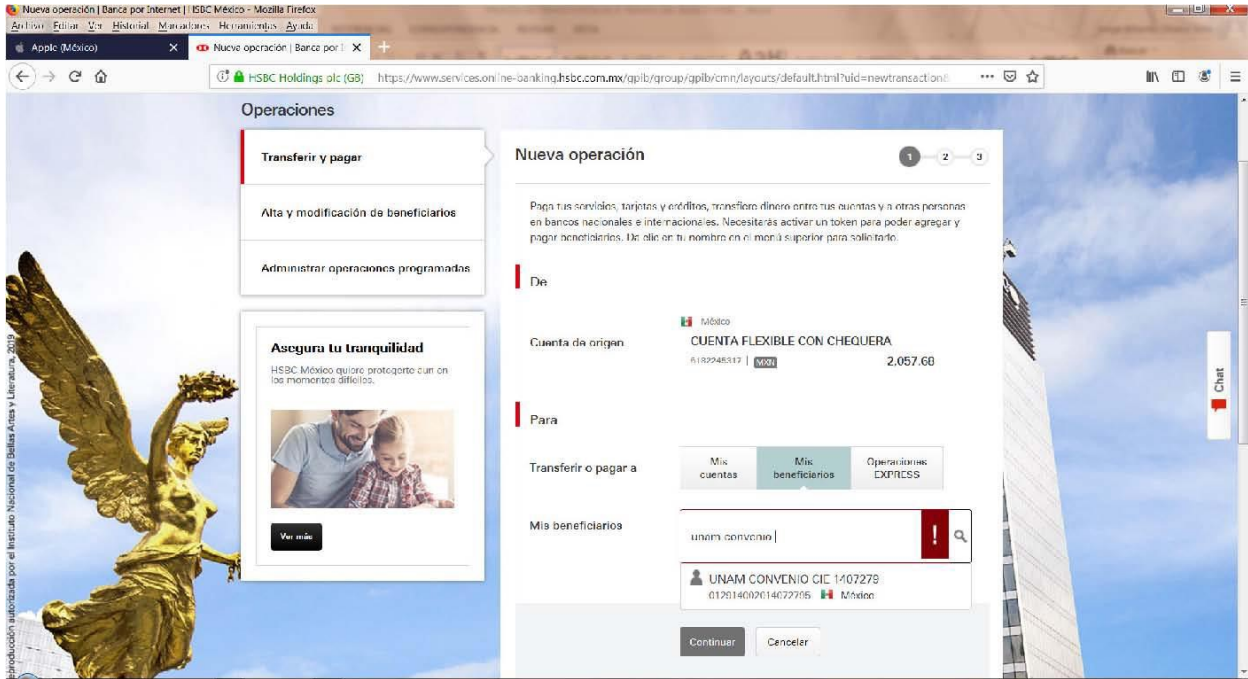 Nueva operación | Banca por Internet | HSBC México - Mozilla Firefox
Archivo Editar Ver Historial Marcadores Herramientas Ayuda
Apple (México)
Nueva operación | Banca por I
HSBC Holdings plc (GB) https://www.services.online-banking.hsbc.com.mx/gpib/group/gpib/cmn/layouts/default.html?uid=newtransaction&
Operaciones
Transferir y pagar
Alta y modificación de beneficiarios
Administrar operaciones programadas
Asegura tu tranquilidad
HSBC México quiere protegerte aun en
los momentos difíciles.
Ver más
Nueva operación
1 2 3
Paga tus servicios, tarjetas y créditos, transfiere dinero entre tus cuentas y a otras personas
en bancos nacionales e internacionales. Necesitarás activar un token para poder agregar y
pagar beneficiarios. Da clic en tu nombre en el menú superior para solicitarlo.
De
Cuenta de origen
México
CUENTA FLEXIBLE CON CHEQUERA
6182245317 | MXN 2,057.68
Para
Transferir o pagar a
Mis cuentas
Mis beneficiarios
Operaciones EXPRESS
Mis beneficiarios
unam convenio
!
UNAM CONVENIO CIE 1407279
012914002014072795 México
Continuar
Cancelar
Chat
reproducción autorizada por el Instituto Nacional de Bellas Artes y Literatura, 2019